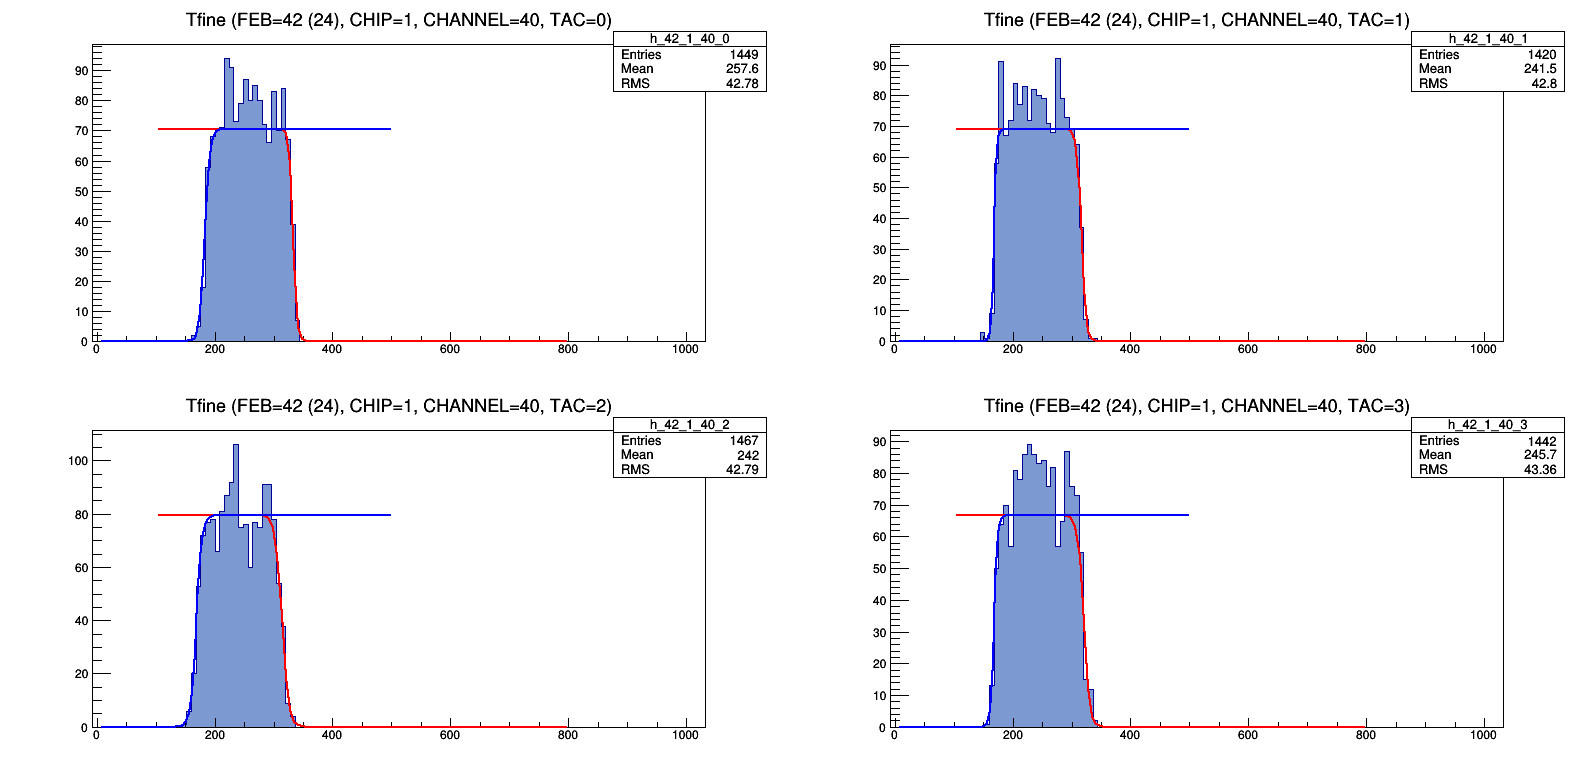 Tfine (FEB=42 (24), CHIP=1, CHANNEL=40, TAC=0)
h_42_1_40_0
Entries 1449
Mean 257.6
RMS 42.78
90
80
70
60
50
40
30
20
10
0
0 200 400 600 800 1000
Tfine (FEB=42 (24), CHIP=1, CHANNEL=40, TAC=1)
h_42_1_40_1
Entries 1420
Mean 241.5
RMS 42.8
90
80
70
60
50
40
30
20
10
0
0 200 400 600 800 1000
Tfine (FEB=42 (24), CHIP=1, CHANNEL=40, TAC=2)
h_42_1_40_2
Entries 1467
Mean 242
RMS 42.79
100
80
60
40
20
0
0 200 400 600 800 1000
Tfine (FEB=42 (24), CHIP=1, CHANNEL=40, TAC=3)
h_42_1_40_3
Entries 1442
Mean 245.7
RMS 43.36
90
80
70
60
50
40
30
20
10
0
0 200 400 600 800 1000